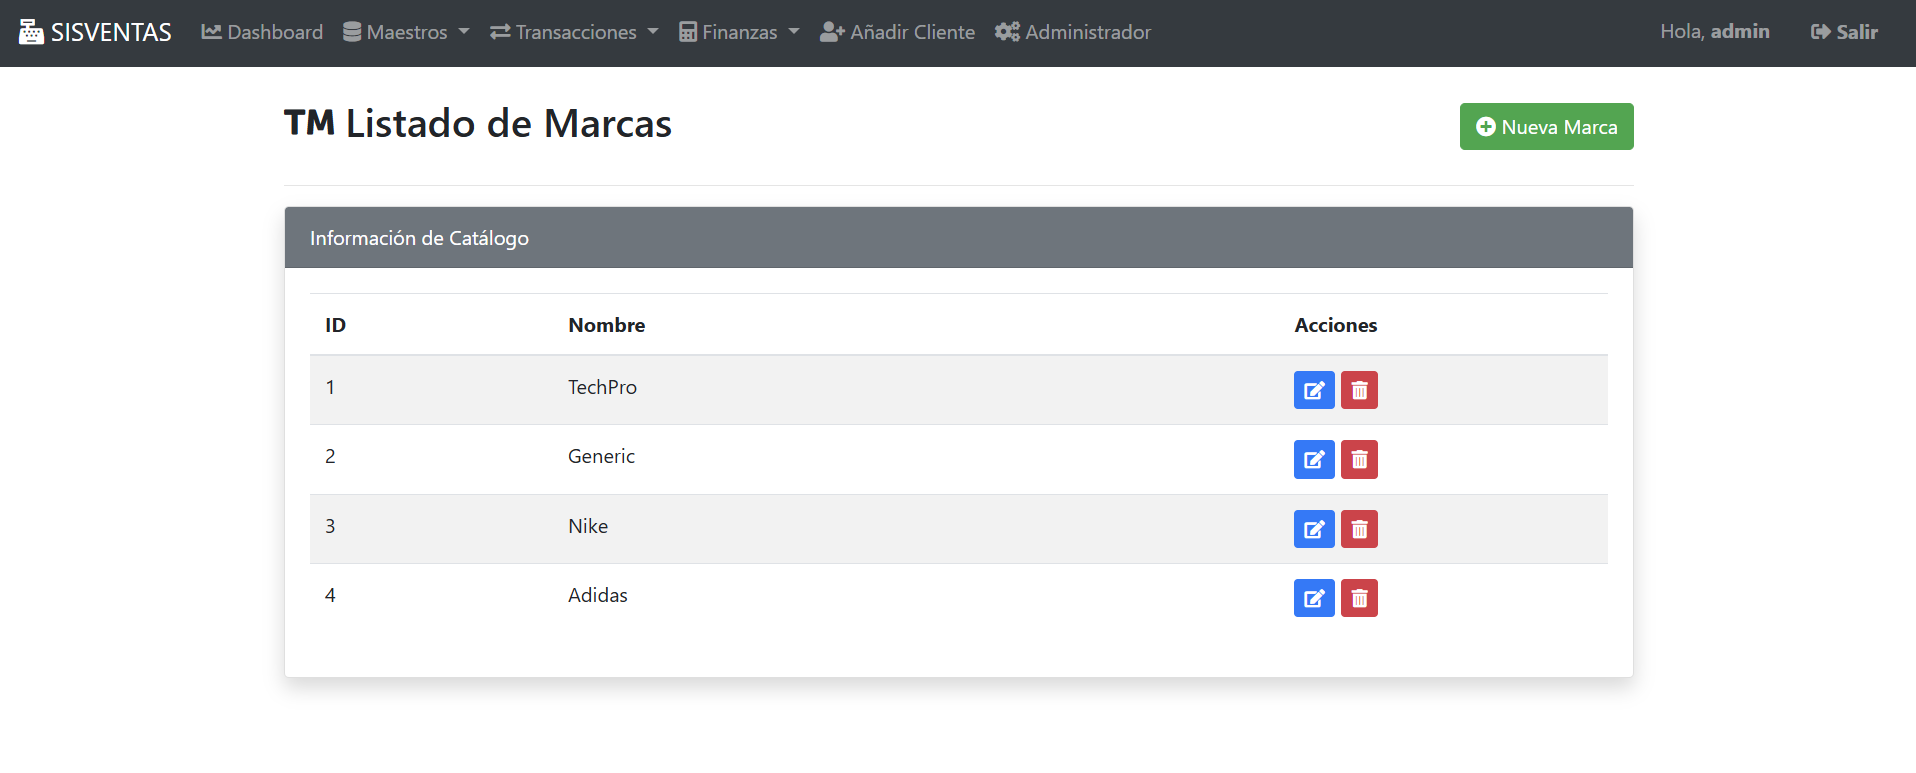 SISVENTAS Dashboard Maestros Transacciones Finanzas Añadir Cliente Administrador Hola, admin Salir
TM Listado de Marcas
Nueva Marca
Información de Catálogo
ID Nombre Acciones
1 TechPro
2 Generic
3 Nike
4 Adidas